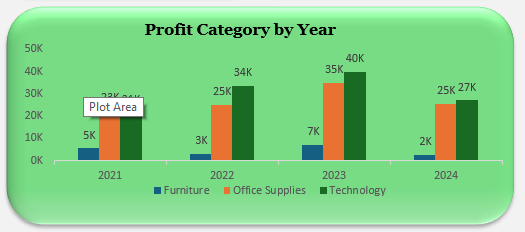 Profit Category by Year
50K
40K
30K
20K
10K
0K
5K
Plot Area
3K
25K
34K
7K
35K
40K
2K
25K
27K
2021
2022
2023
2024
Furniture
Office Supplies
Technology